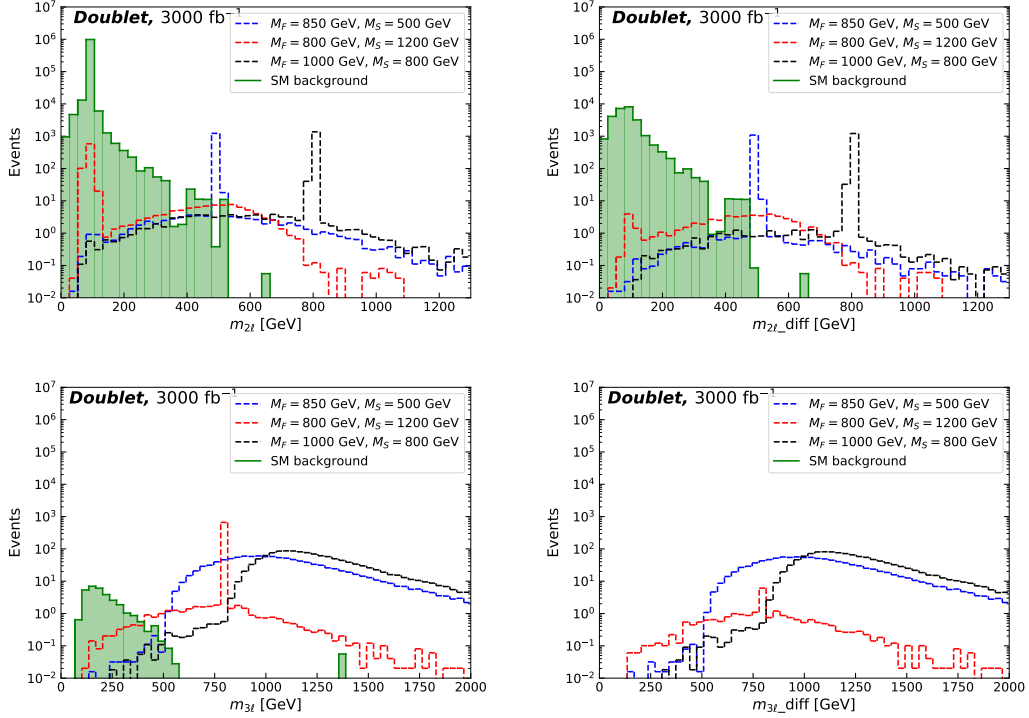 Doublet, 3000 fb⁻¹
M_F = 850 GeV, M_S = 500 GeV
M_F = 800 GeV, M_S = 1200 GeV
M_F = 1000 GeV, M_S = 800 GeV
SM background
Events
10⁷
10⁶
10⁵
10⁴
10³
10²
10¹
10⁰
10⁻¹
10⁻²
0 200 400 600 800 1000 1200
m_2ℓ [GeV]
Doublet, 3000 fb⁻¹
M_F = 850 GeV, M_S = 500 GeV
M_F = 800 GeV, M_S = 1200 GeV
M_F = 1000 GeV, M_S = 800 GeV
SM background
Events
10⁷
10⁶
10⁵
10⁴
10³
10²
10¹
10⁰
10⁻¹
10⁻²
0 200 400 600 800 1000 1200
m_2ℓ_diff [GeV]
Doublet, 3000 fb⁻¹
M_F = 850 GeV, M_S = 500 GeV
M_F = 800 GeV, M_S = 1200 GeV
M_F = 1000 GeV, M_S = 800 GeV
SM background
Events
10⁷
10⁶
10⁵
10⁴
10³
10²
10¹
10⁰
10⁻¹
10⁻²
0 250 500 750 1000 1250 1500 1750 2000
m_3ℓ [GeV]
Doublet, 3000 fb⁻¹
M_F = 850 GeV, M_S = 500 GeV
M_F = 800 GeV, M_S = 1200 GeV
M_F = 1000 GeV, M_S = 800 GeV
SM background
Events
10⁷
10⁶
10⁵
10⁴
10³
10²
10¹
10⁰
10⁻¹
10⁻²
0 250 500 750 1000 1250 1500 1750 2000
m_3ℓ_diff [GeV]